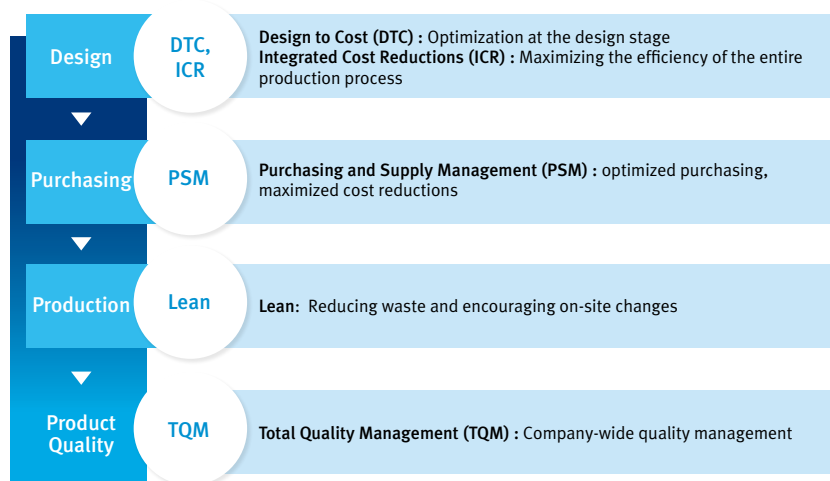 Design
DTC,
ICR
Design to Cost (DTC) : Optimization at the design stage
Integrated Cost Reductions (ICR) : Maximizing the efficiency of the entire
production process
Purchasing
PSM
Purchasing and Supply Management (PSM) : optimized purchasing,
maximized cost reductions
Production
Lean
Lean: Reducing waste and encouraging on-site changes
Product
Quality
TQM
Total Quality Management (TQM) : Company-wide quality management